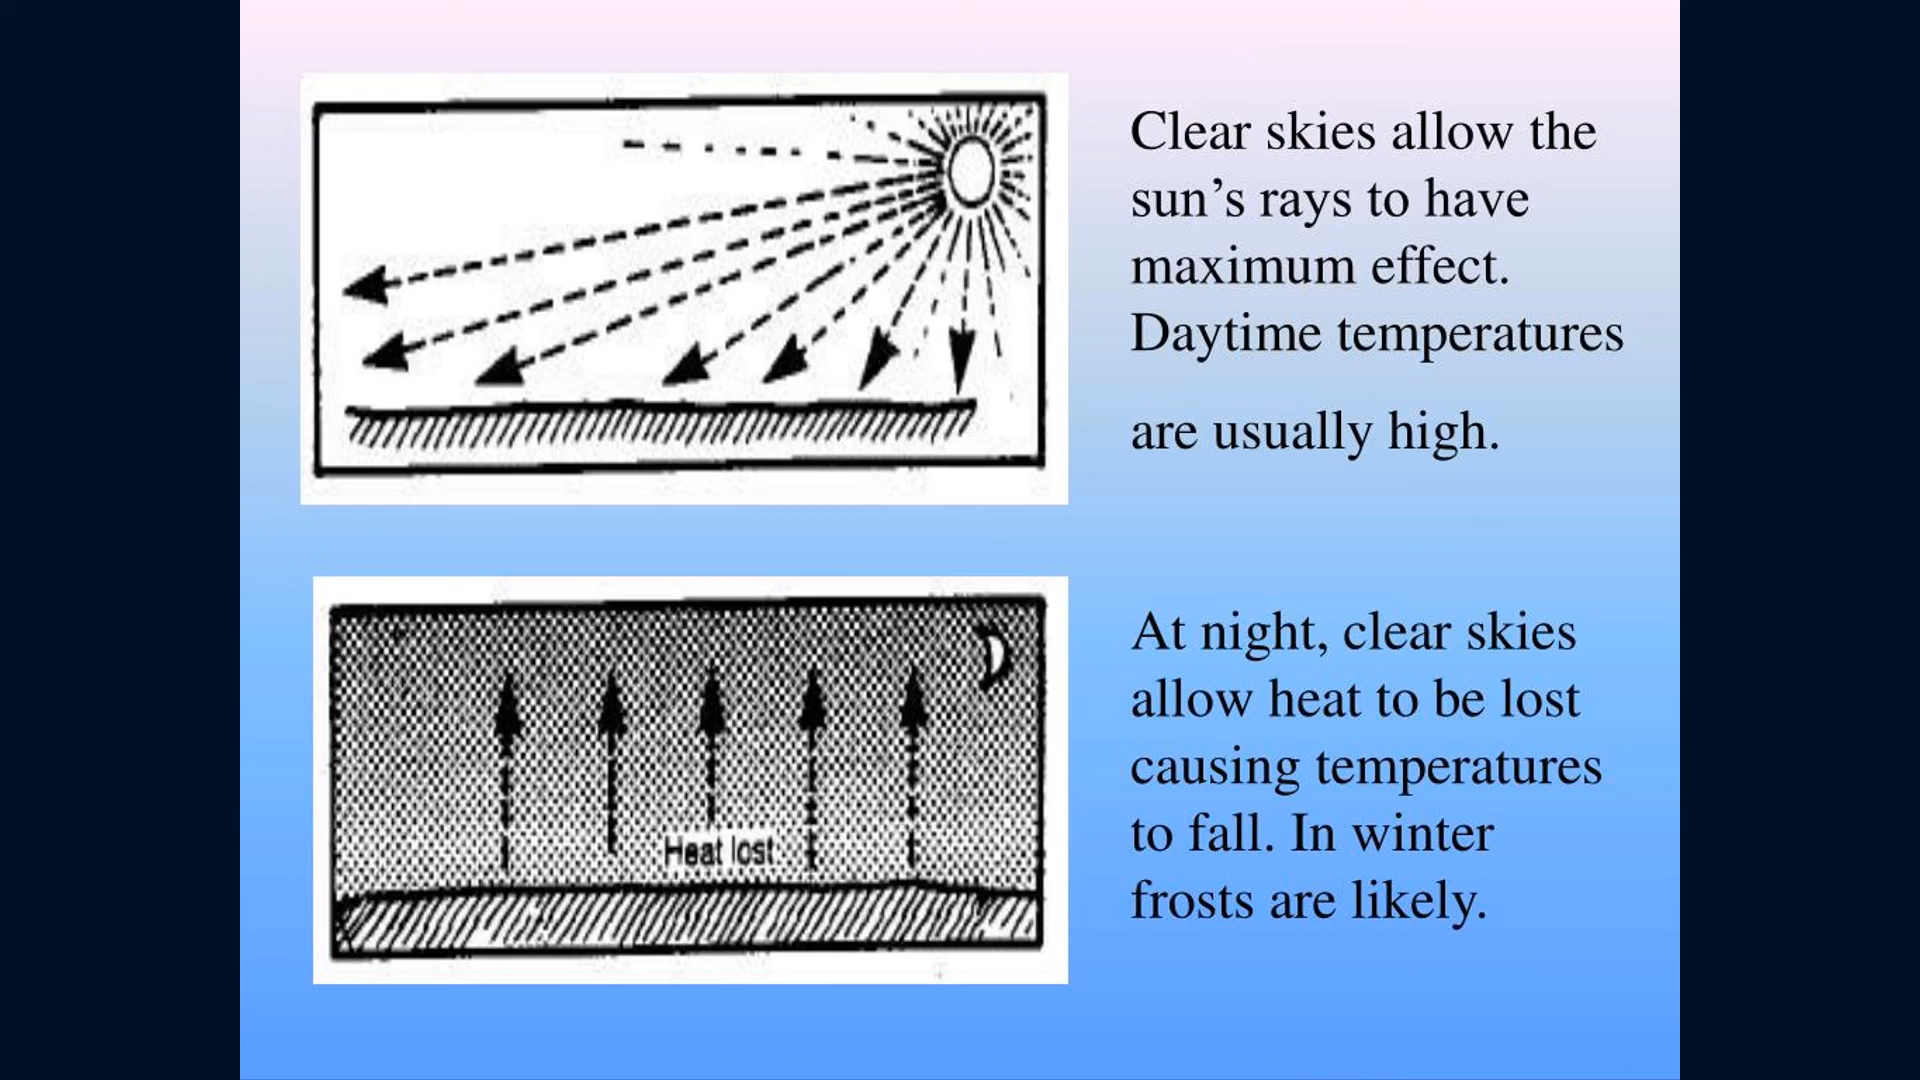 Clear skies allow the
sun’s rays to have
maximum effect.
Daytime temperatures
are usually high.
Heat lost
At night, clear skies
allow heat to be lost
causing temperatures
to fall. In winter
frosts are likely.